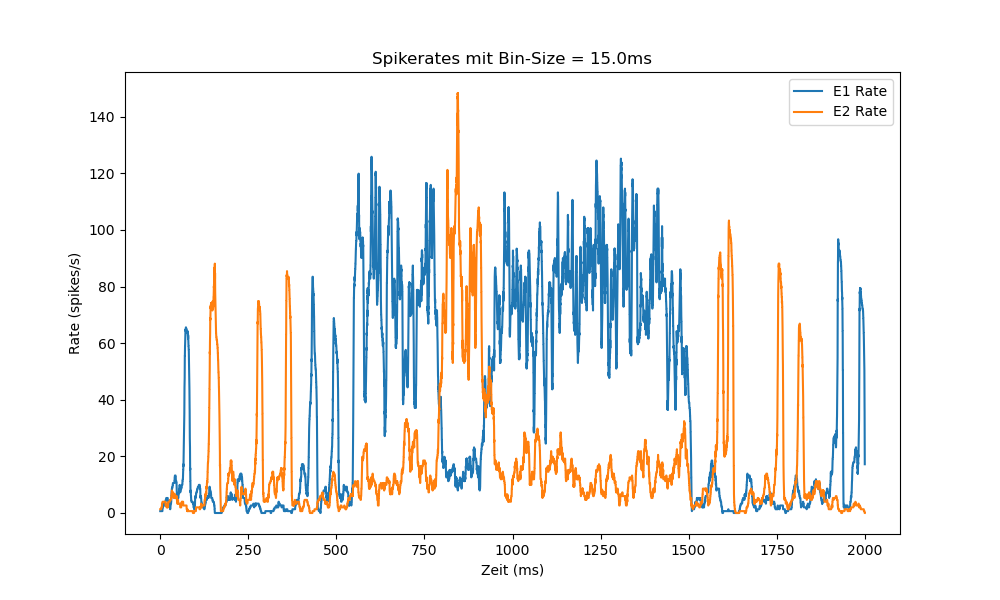 Spikerates mit Bin-Size = 15.0ms
E1 Rate
E2 Rate
Rate (spikes/s)
140
120
100
80
60
40
20
0
0 250 500 750 1000 1250 1500 1750 2000
Zeit (ms)